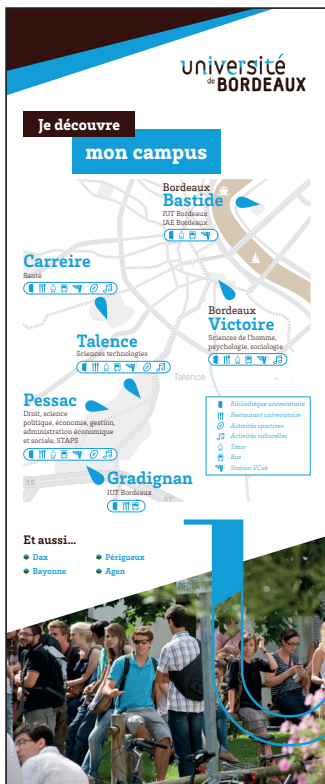 université
de BORDEAUX
Je découvre
mon campus
Bordeaux
Bastide
IUT Bordeaux
IAE Bordeaux
Carreire
Santé
Bordeaux
Victoire
Sciences de l'homme,
psychologie, sociologie
Talence
Sciences technologies
Talence
Pessac
Droit, science
politique, économie, gestion,
administration économique
et sociale, STAPS
Bibliothèque universitaire
Restaurant universitaire
Activités sportives
Activités culturelles
Tram
Bus
Station VCub
Gradignan
IUT Bordeaux
15
17
Et aussi...
Dax
Périgueux
Bayonne
Agen